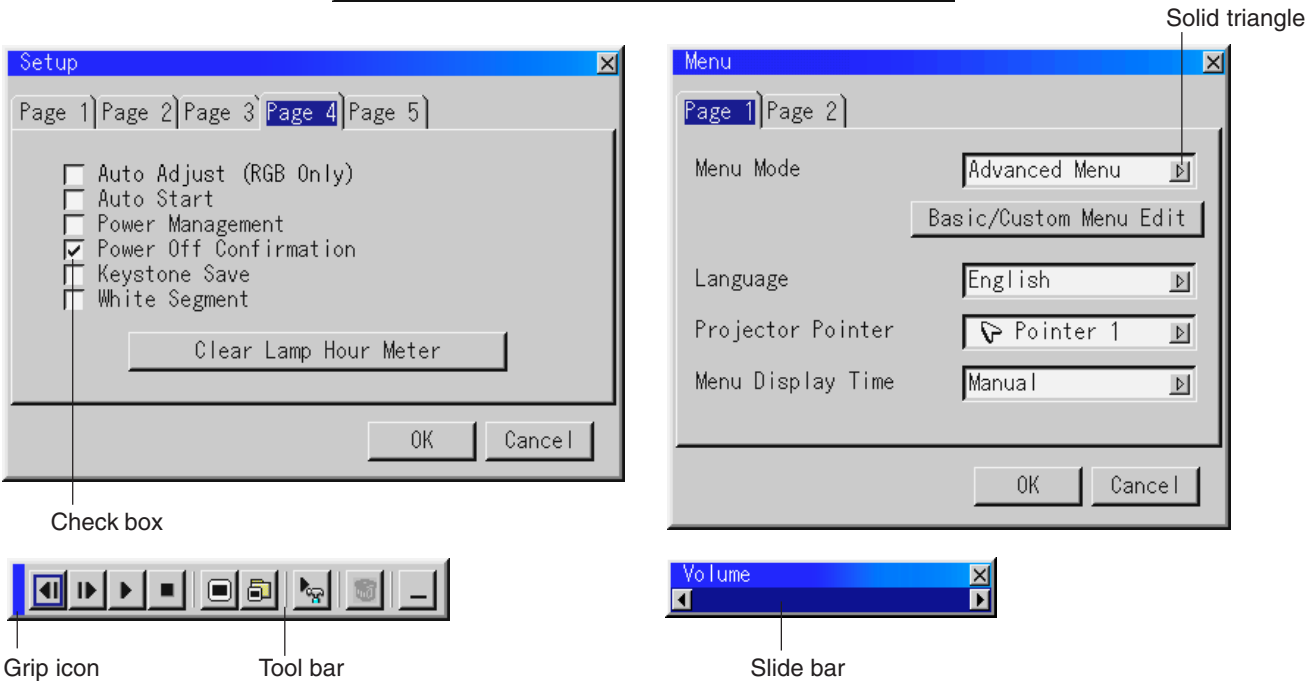 Solid triangle
Setup
Page 1 Page 2 Page 3 Page 4 Page 5
Auto Adjust (RGB Only)
Auto Start
Power Management
Power Off Confirmation
Keystone Save
White Segment
Clear Lamp Hour Meter
OK Cancel
Check box
Menu
Page 1 Page 2
Menu Mode Advanced Menu
Basic/Custom Menu Edit
Language English
Projector Pointer Pointer 1
Menu Display Time Manual
OK Cancel
Grip icon
Tool bar
Volume
Slide bar